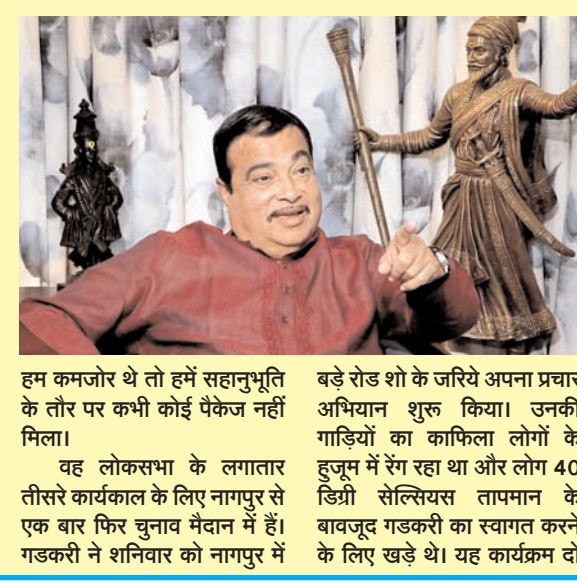 हम कमजोर थे तो हमें सहानुभूति
के तौर पर कभी कोई पैकेज नहीं
मिला।
वह लोकसभा के लगातार
तीसरे कार्यकाल के लिए नागपुर से
एक बार फिर चुनाव मैदान में हैं।
गडकरी ने शनिवार को नागपुर में
बड़े रोड शो के जरिये अपना प्रचार
अभियान शुरू किया। उनकी
गाड़ियों का काफिला लोगों के
हुजूम में रेंग रहा था और लोग 40
डिग्री सेल्सियस तापमान के
बावजूद गडकरी का स्वागत करने
के लिए खड़े थे। यह कार्यक्रम दो